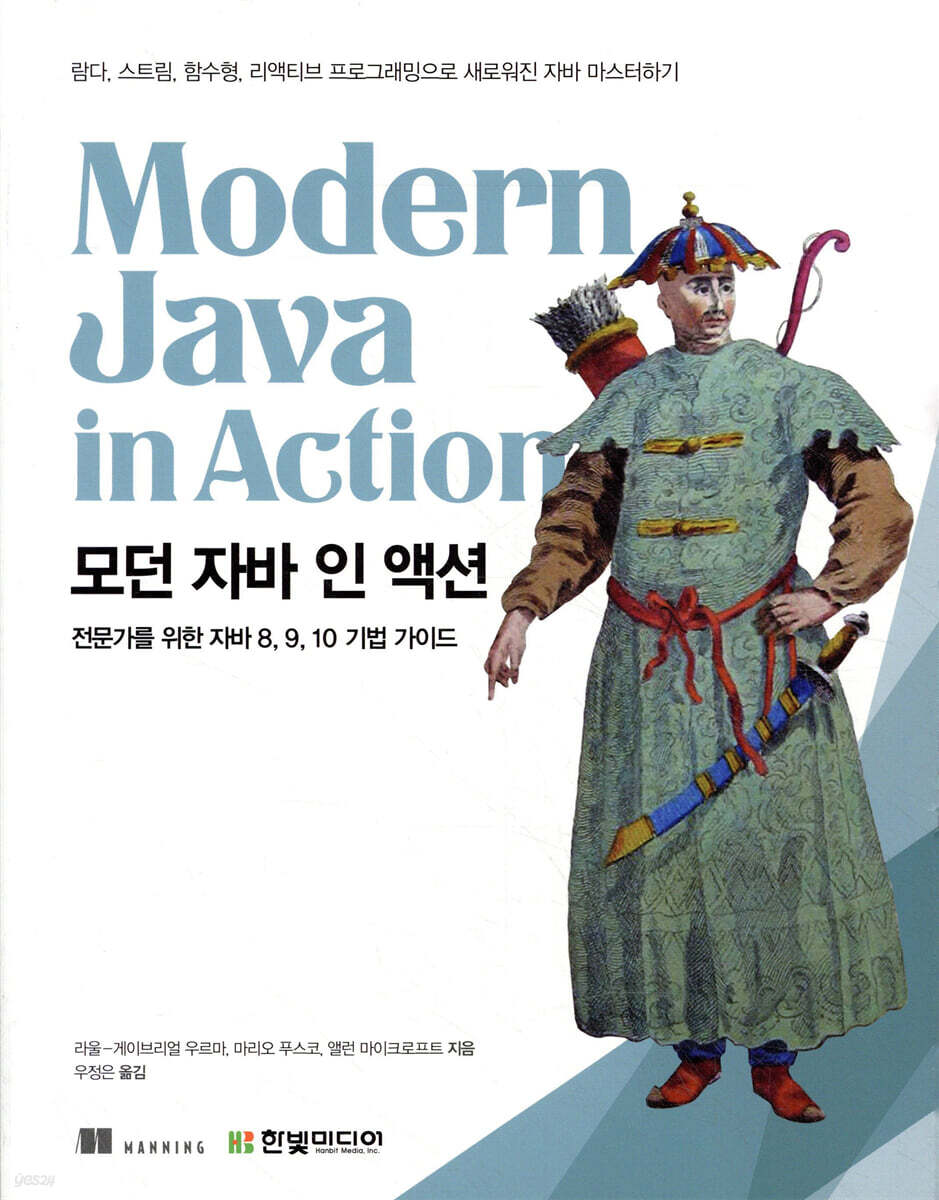 람다, 스트림, 함수형, 리액티브 프로그래밍으로 새로워진 자바 마스터하기
Modern
Java
in Action
모던 자바 인 액션
전문가를 위한 자바 8, 9, 10 기법 가이드
라울-게이브리얼 우르마, 마리오 푸스코, 앨런 마이크로프트 지음
우정은 옮김
MANNING
HB 한빛미디어
Hanbit Media, Inc.
yes24